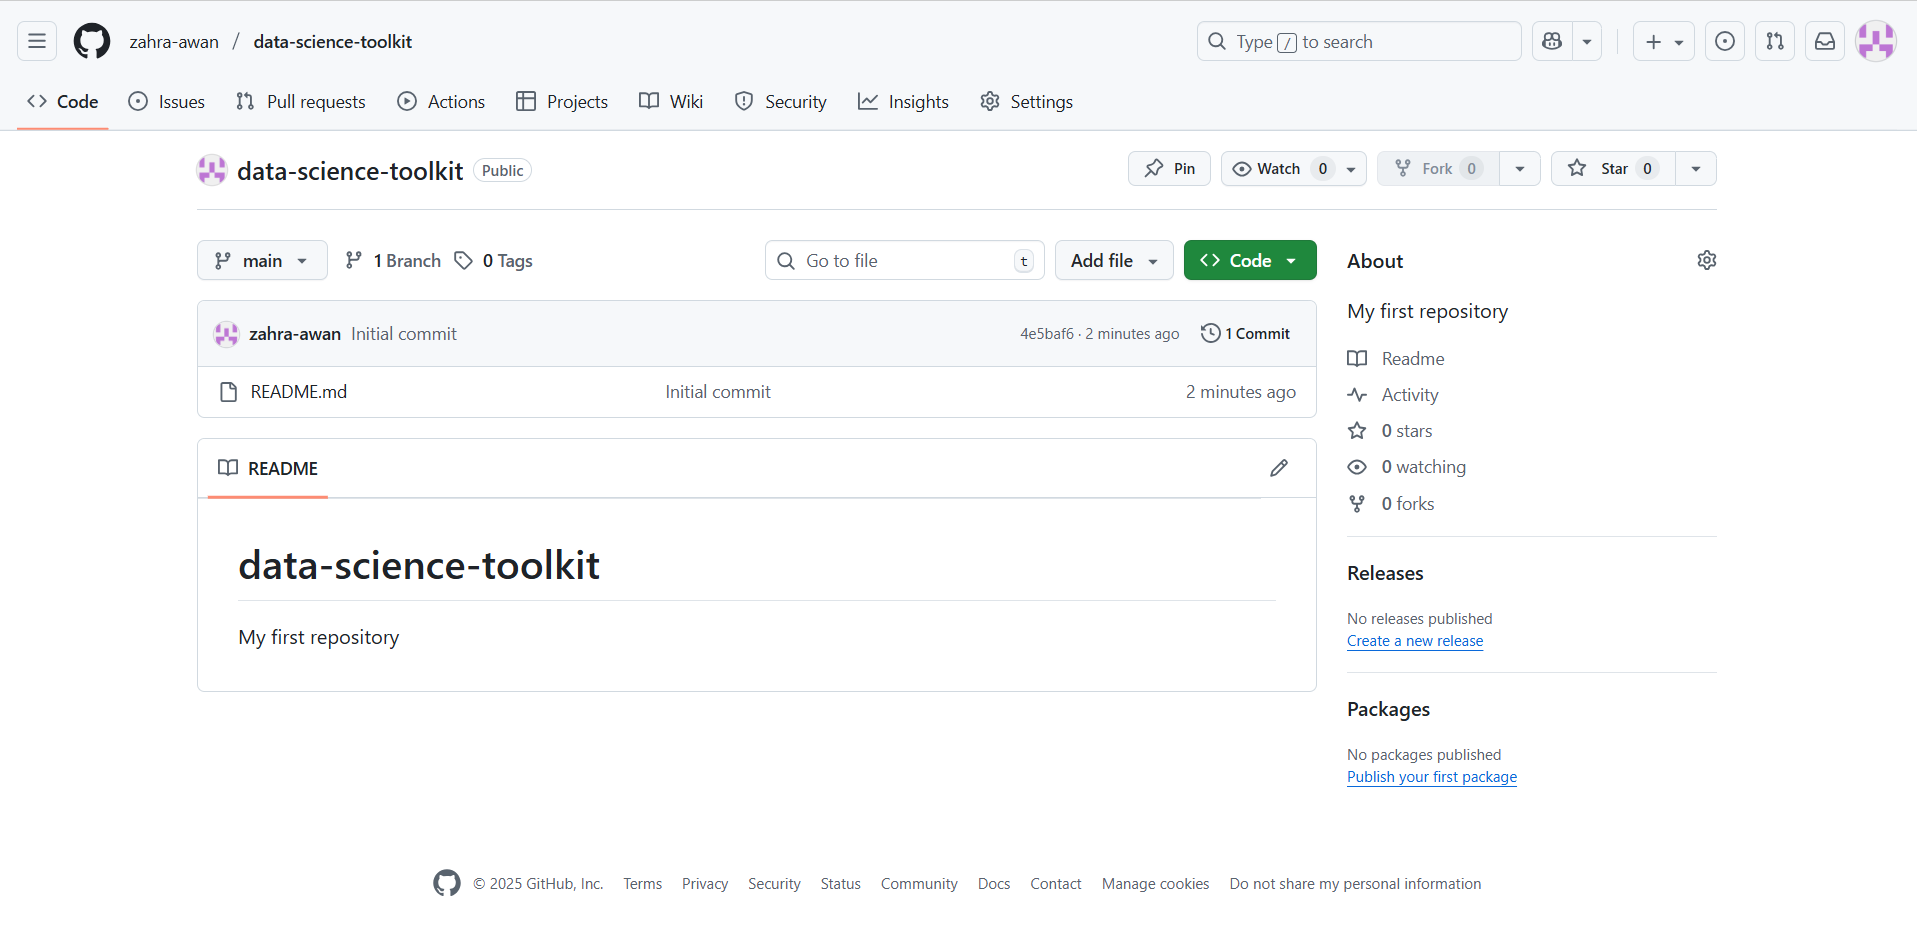 zahra-awan / data-science-toolkit
Type / to search
Code Issues Pull requests Actions Projects Wiki Security Insights Settings
data-science-toolkit Public
Pin Watch 0 Fork 0 Star 0
main 1 Branch 0 Tags
Go to file t Add file Code
zahra-awan Initial commit 4e5baf6 · 2 minutes ago 1 Commit
README.md Initial commit 2 minutes ago
README
data-science-toolkit
My first repository
About
My first repository
Readme
Activity
0 stars
0 watching
0 forks
Releases
No releases published
Create a new release
Packages
No packages published
Publish your first package
© 2025 GitHub, Inc. Terms Privacy Security Status Community Docs Contact Manage cookies Do not share my personal information